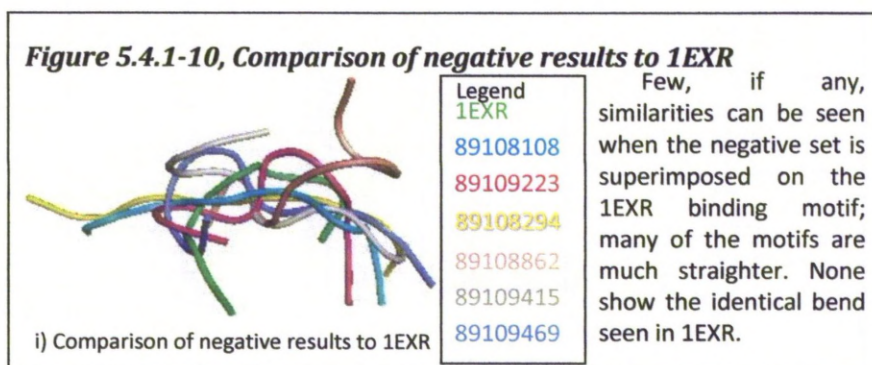 Figure 5.4.1-10, Comparison of negative results to 1EXR
i) Comparison of negative results to 1EXR
Legend
1EXR
89108108
89109223
89108294
89108862
89109415
89109469
Few, if any,
similarities can be seen
when the negative set is
superimposed on the
1EXR binding motif;
many of the motifs are
much straighter. None
show the identical bend
seen in 1EXR.